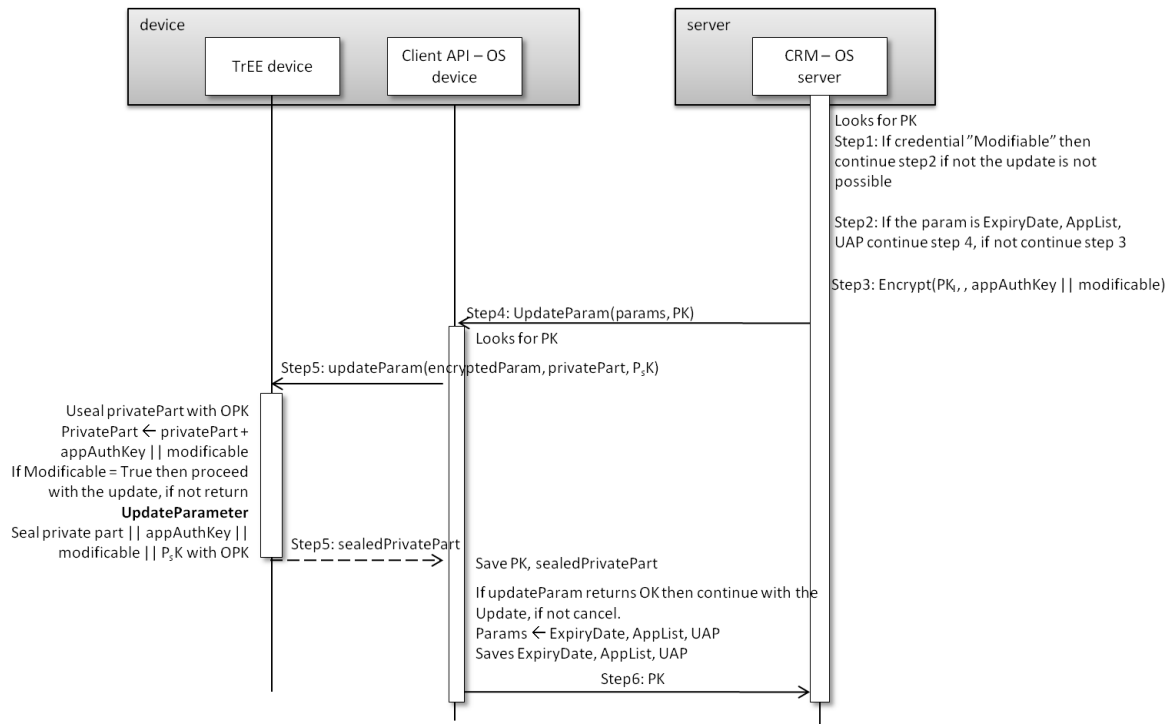 device
server
TrEE device
Client API – OS
device
CRM – OS
server
Looks for PK
Step1: If credential ”Modifiable” then
continue step2 if not the update is not
possible
Step2: If the param is ExpiryDate, AppList,
UAP continue step 4, if not continue step 3
Step3: Encrypt(PKI, , appAuthKey || modificable)
Step4: UpdateParam(params, PK)
Looks for PK
Step5: updateParam(encryptedParam, privatePart, PsK)
Useal privatePart with OPK
PrivatePart ← privatePart +
appAuthKey || modificable
If Modificable = True then proceed
with the update, if not return
UpdateParameter
Seal private part || appAuthKey ||
modificable || PsK with OPK
Step5: sealedPrivatePart
Save PK, sealedPrivatePart
If updateParam returns OK then continue with the
Update, if not cancel.
Params ← ExpiryDate, AppList, UAP
Saves ExpiryDate, AppList, UAP
Step6: PK